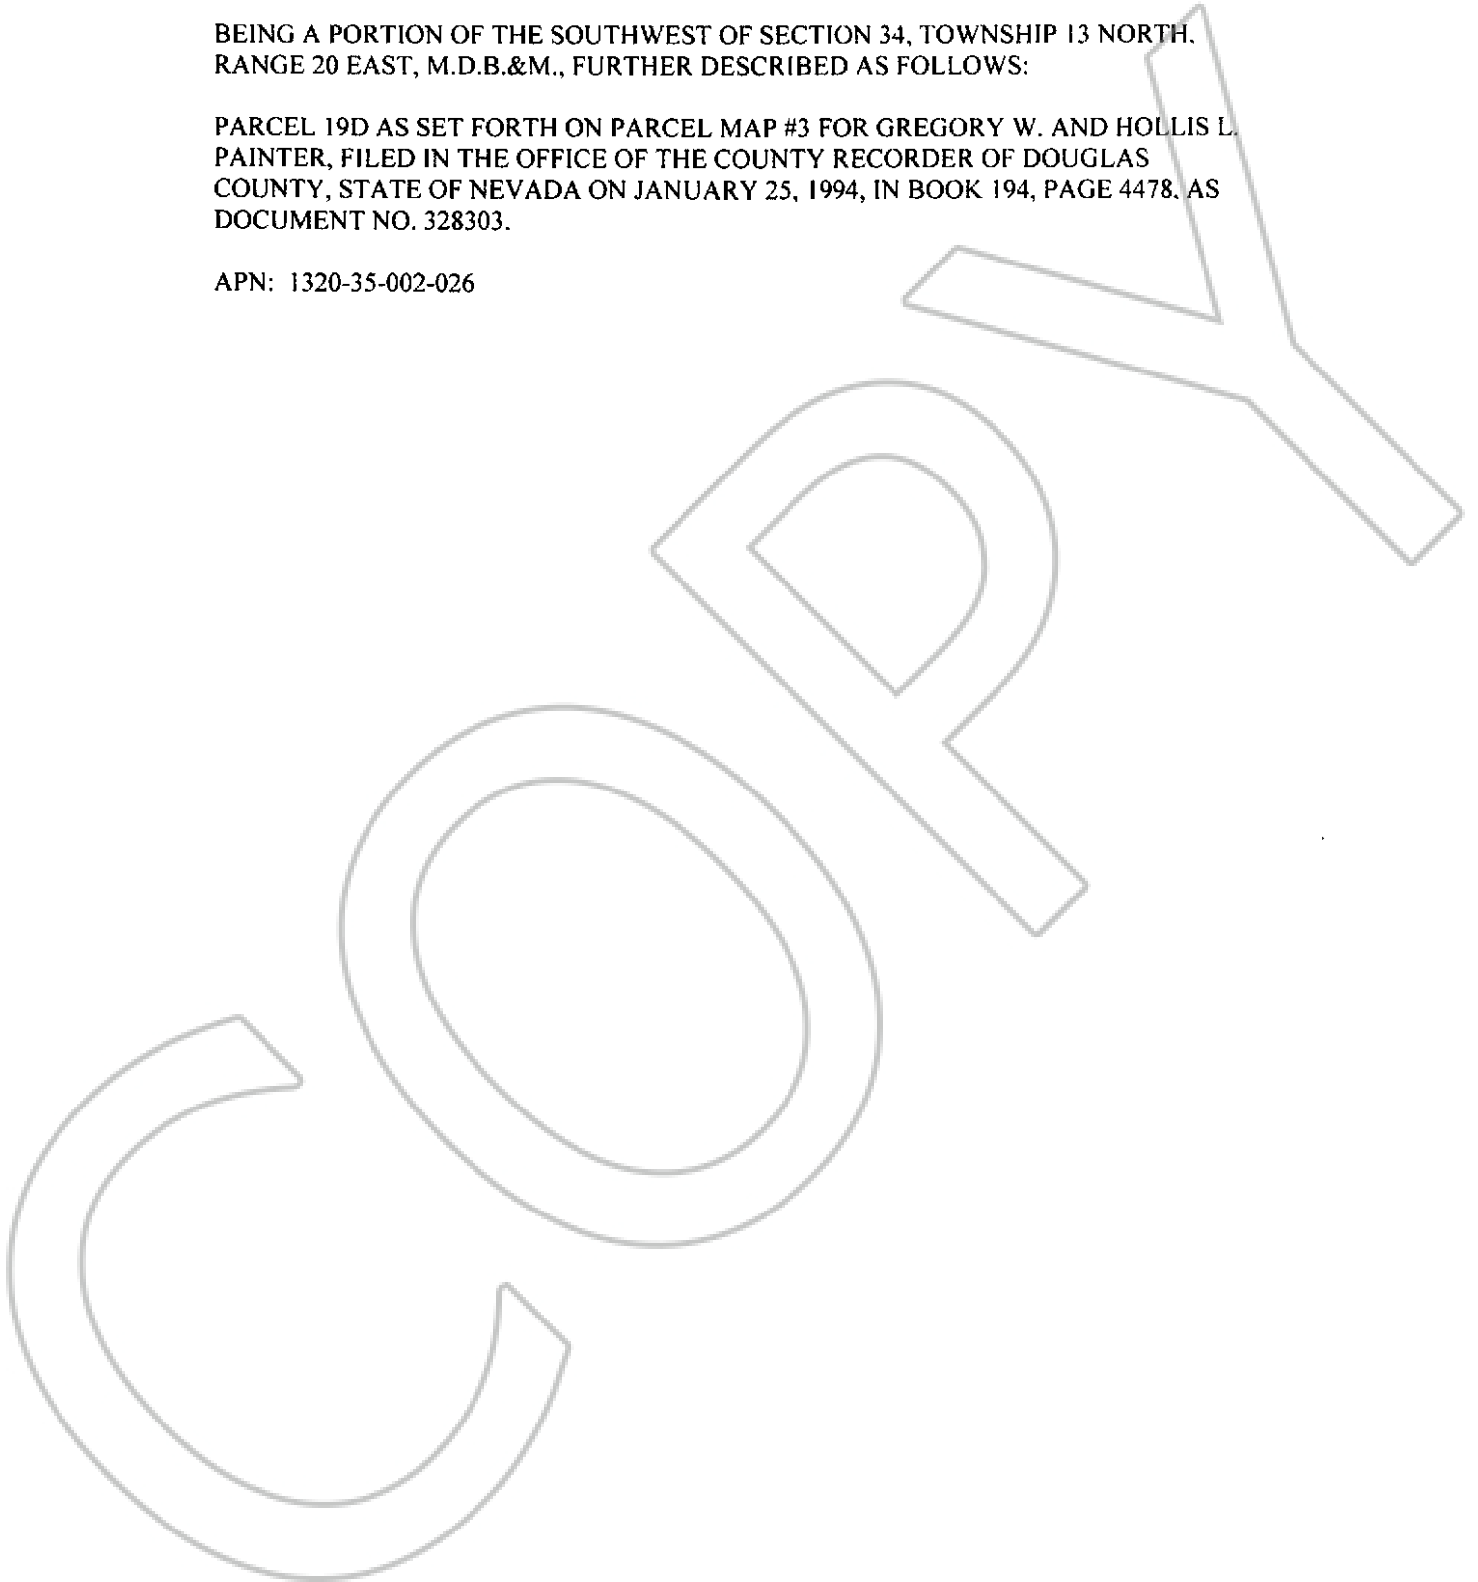 BEING A PORTION OF THE SOUTHWEST OF SECTION 34, TOWNSHIP 13 NORTH,
RANGE 20 EAST, M.D.B.&M., FURTHER DESCRIBED AS FOLLOWS:
PARCEL 19D AS SET FORTH ON PARCEL MAP #3 FOR GREGORY W. AND HOLLIS L.
PAINTER, FILED IN THE OFFICE OF THE COUNTY RECORDER OF DOUGLAS
COUNTY, STATE OF NEVADA ON JANUARY 25, 1994, IN BOOK 194, PAGE 4478, AS
DOCUMENT NO. 328303.
APN: 1320-35-002-026
COPY